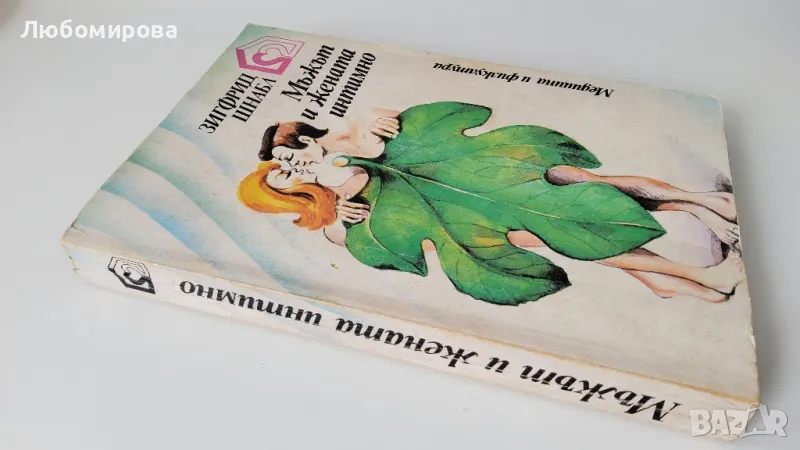 Любомирова
ЗИГФРИД
ШНАБЛ
Мъжът
и жената
интимно
Медицина и физкултура
Мъжът и жената интимно
BAZAR